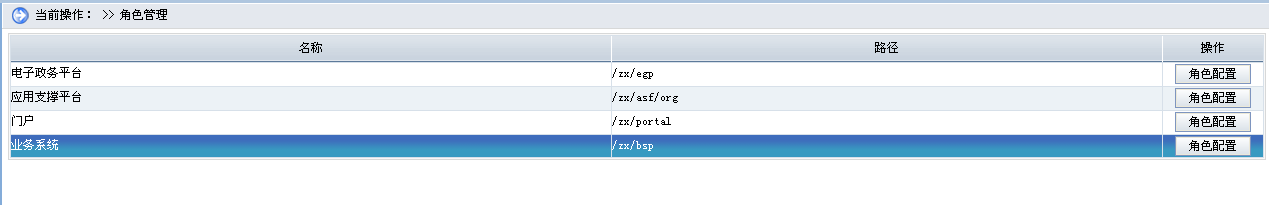 当前操作： >> 角色管理
名称 路径 操作
电子政务平台 /zx/egp 角色配置
应用支撑平台 /zx/asf/org 角色配置
门户 /zx/portal 角色配置
业务系统 /zx/bsp 角色配置